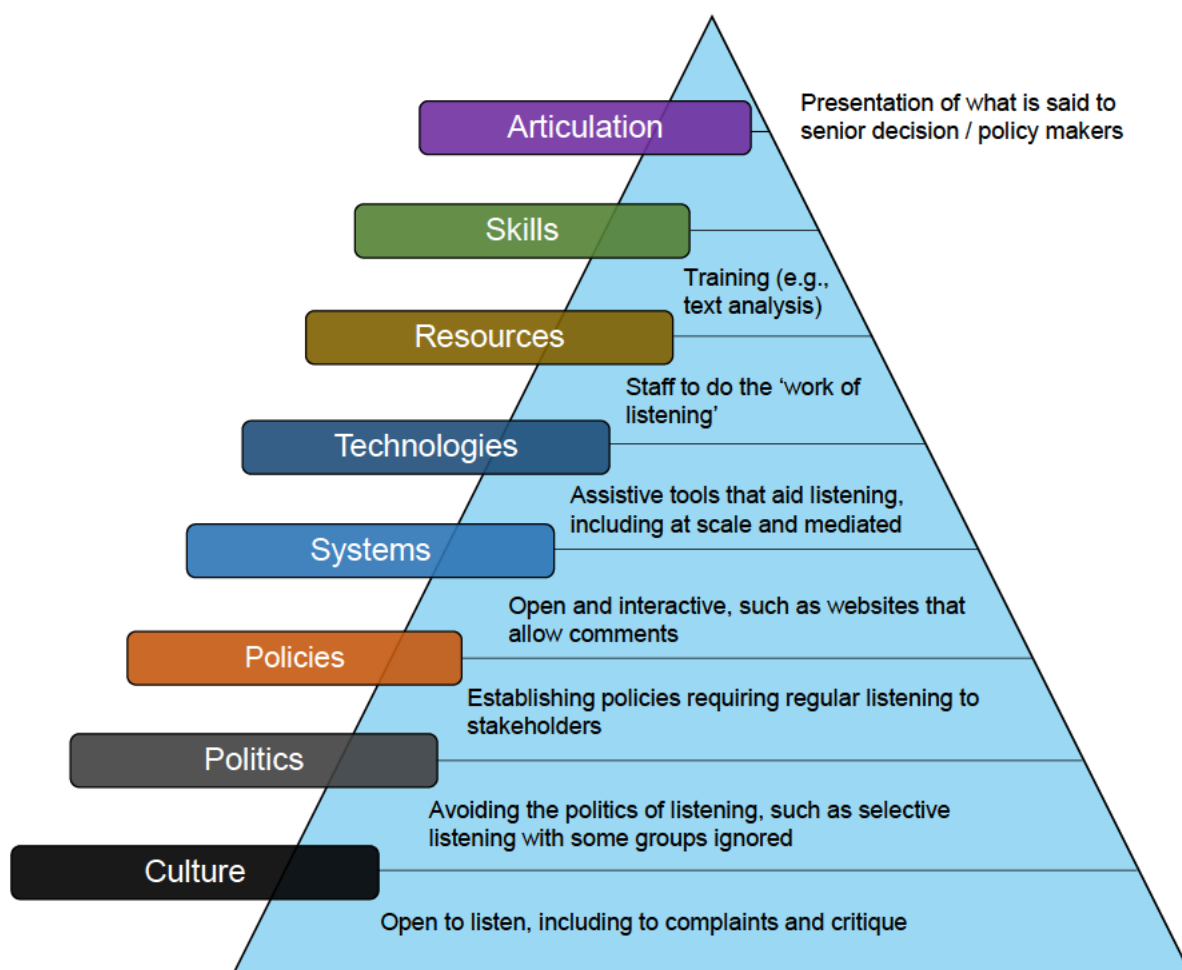 Articulation
Presentation of what is said to
senior decision / policy makers
Skills
Training (e.g.,
text analysis)
Resources
Staff to do the ‘work of
listening’
Technologies
Assistive tools that aid listening,
including at scale and mediated
Systems
Open and interactive, such as websites that
allow comments
Policies
Establishing policies requiring regular listening to
stakeholders
Politics
Avoiding the politics of listening, such as selective
listening with some groups ignored
Culture
Open to listen, including to complaints and critique